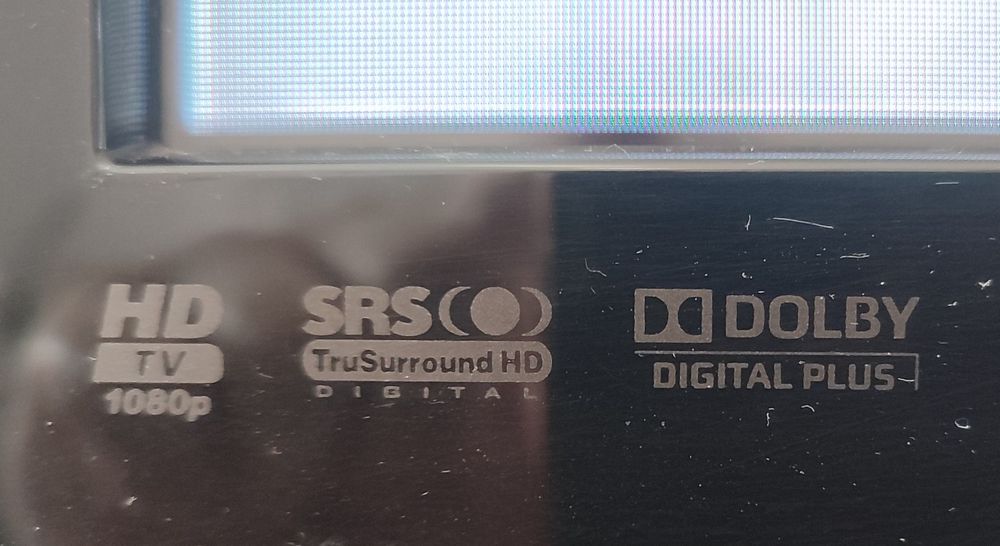 HD
TV
1080p
SRS
TruSurround HD
DIGITAL
DOLBY
DIGITAL PLUS